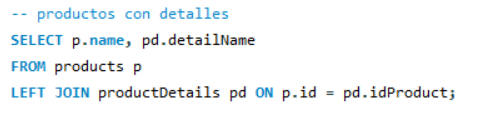 -- productos con detalles
SELECT p.name, pd.detailName
FROM products p
LEFT JOIN productDetails pd ON p.id = pd.idProduct;